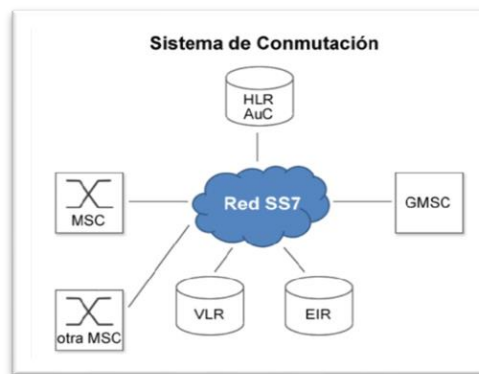 Sistema de Conmutación
HLR
AuC
Red SS7
MSC
GMSC
otra MSC
VLR
EIR